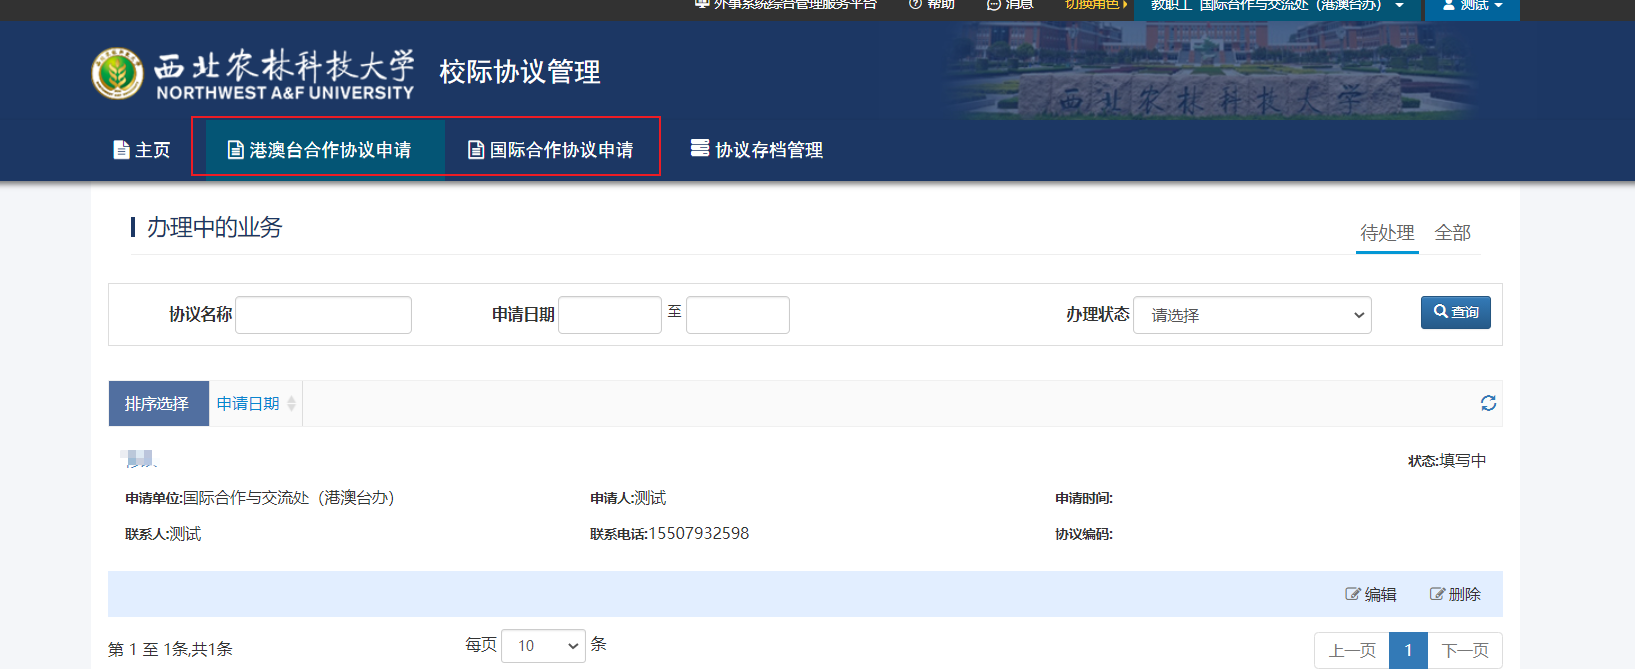 外事系统综合管理服务平台 帮助 消息 切换角色 教职工 国际合作与交流处（港澳台办） 测试
西北农林科技大学 校际协议管理
NORTHWEST A&F UNIVERSITY
西北农林科技大学
主页 港澳台合作协议申请 国际合作协议申请 协议存档管理
办理中的业务 待处理 全部
协议名称 申请日期 至 办理状态 请选择 查询
排序选择 申请日期
状态:填写中
申请单位:国际合作与交流处（港澳台办） 申请人:测试 申请时间:
联系人:测试 联系电话:15507932598 协议编码:
编辑 删除
第 1 至 1条,共1条 每页 10 条 上一页 1 下一页